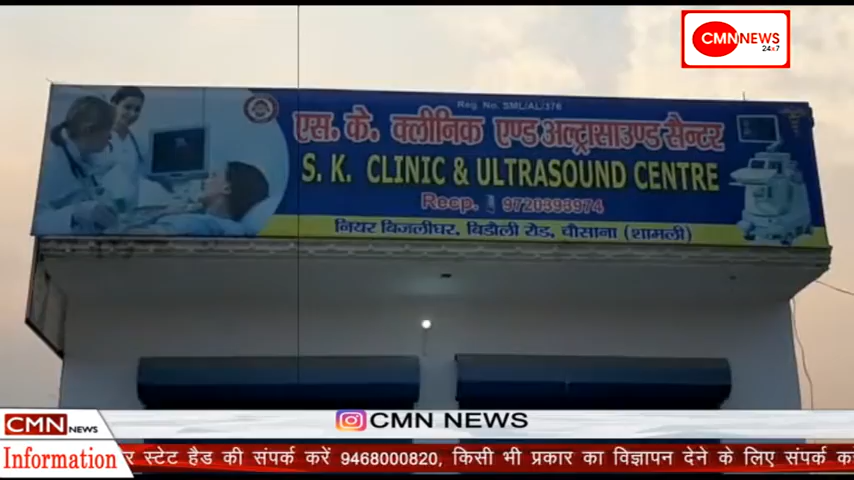 CMN NEWS
24x7
Reg. No. SML/AL/376
एस. के. क्लीनिक एण्ड अल्ट्रासाउण्ड सैन्टर
S. K. CLINIC & ULTRASOUND CENTRE
Recp. 9720393974
नियर बिजलीघर, बिडौली रोड, चौसाना (शामली)
CMN NEWS
CMN NEWS
Information
र स्टेट हैड की संपर्क करें 9468000820, किसी भी प्रकार का विज्ञापन देने के लिए संपर्क क